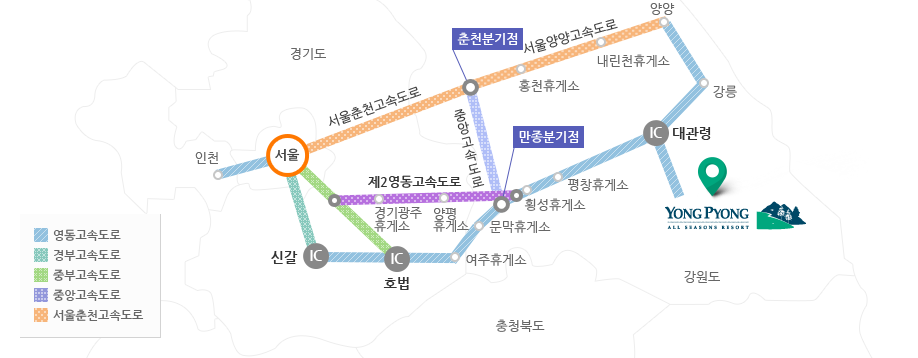 양양
춘천분기점
서울양양고속도로
경기도
내린천휴게소
홍천휴게소
강릉
서울춘천고속도로
중앙고속도로
만종분기점
IC
대관령
서울
인천
제2영동고속도로
평창휴게소
횡성휴게소
경기광주
휴게소
양평
휴게소
문막휴게소
YONG PYONG
ALL SEASONS RESORT
영동고속도로
경부고속도로
중부고속도로
중앙고속도로
서울춘천고속도로
신갈
IC
IC
호법
여주휴게소
강원도
충청북도